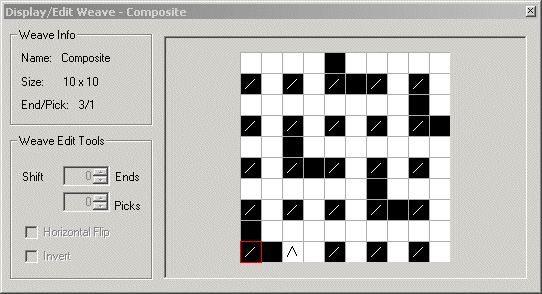 Display/Edit Weave - Composite
Weave Info
Name: Composite
Size: 10 x 10
End/Pick: 3/1
Weave Edit Tools
Shift 0 Ends
0 Picks
Horizontal Flip
Invert